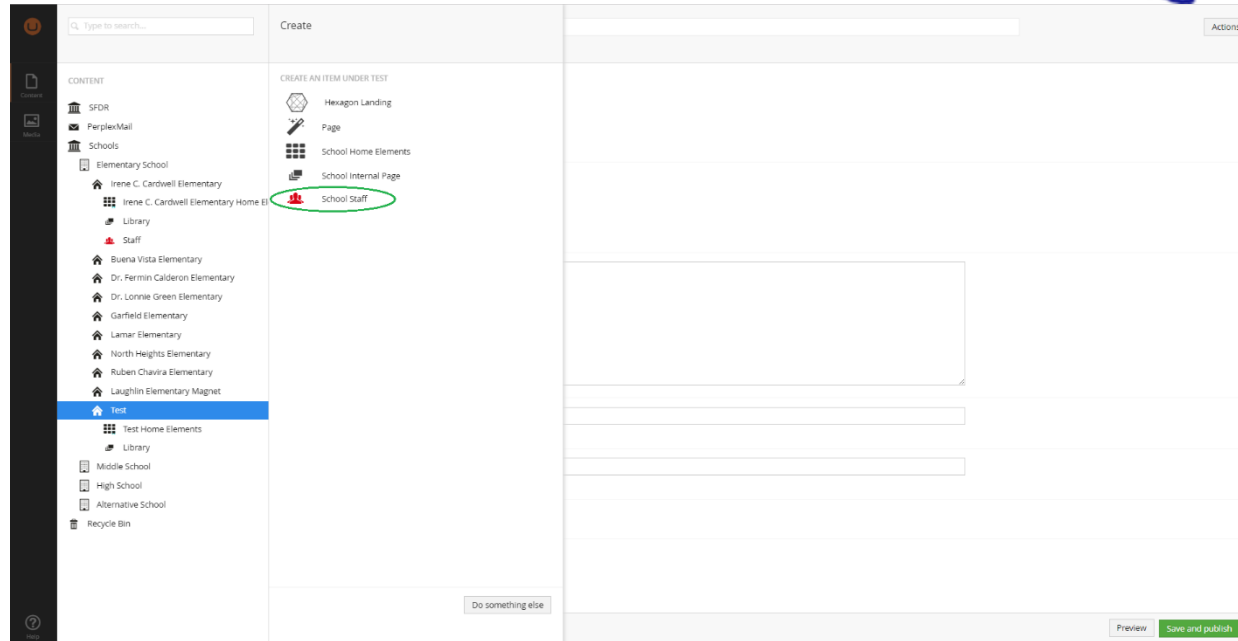 Type to search...
Create
Actions
Content
Media
CONTENT
SFDR
PerplexMail
Schools
Elementary School
Irene C. Cardwell Elementary
Irene C. Cardwell Elementary Home El
Library
Staff
Buena Vista Elementary
Dr. Fermin Calderon Elementary
Dr. Lonnie Green Elementary
Garfield Elementary
Lamar Elementary
North Heights Elementary
Ruben Chavira Elementary
Laughlin Elementary Magnet
Test
Test Home Elements
Library
Middle School
High School
Alternative School
Recycle Bin
CREATE AN ITEM UNDER TEST
Hexagon Landing
Page
School Home Elements
School Internal Page
School Staff
Do something else
Help
Preview
Save and publish